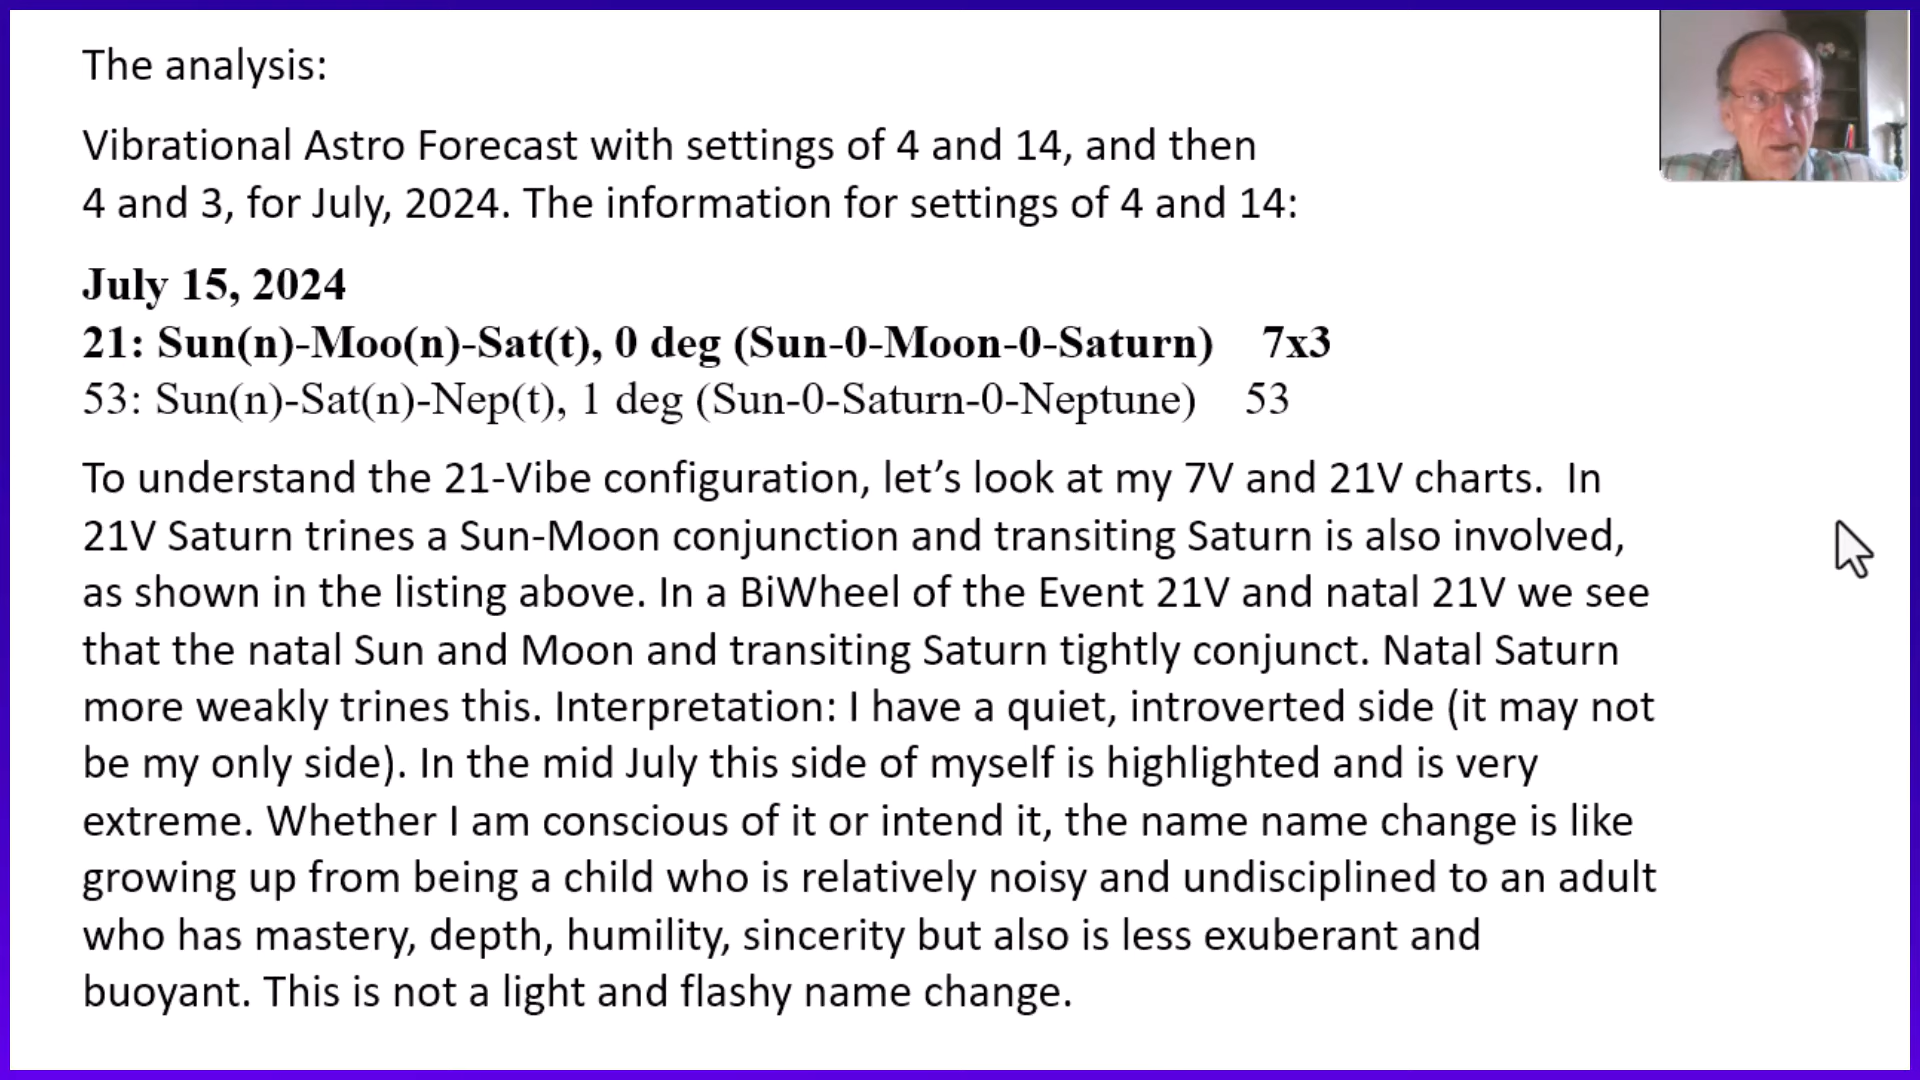 The analysis:
Vibrational Astro Forecast with settings of 4 and 14, and then
4 and 3, for July, 2024. The information for settings of 4 and 14:
July 15, 2024
21: Sun(n)-Moo(n)-Sat(t), 0 deg (Sun-0-Moon-0-Saturn) 7x3
53: Sun(n)-Sat(n)-Nep(t), 1 deg (Sun-0-Saturn-0-Neptune) 53
To understand the 21-Vibe configuration, let’s look at my 7V and 21V charts. In
21V Saturn trines a Sun-Moon conjunction and transiting Saturn is also involved,
as shown in the listing above. In a BiWheel of the Event 21V and natal 21V we see
that the natal Sun and Moon and transiting Saturn tightly conjunct. Natal Saturn
more weakly trines this. Interpretation: I have a quiet, introverted side (it may not
be my only side). In the mid July this side of myself is highlighted and is very
extreme. Whether I am conscious of it or intend it, the name name change is like
growing up from being a child who is relatively noisy and undisciplined to an adult
who has mastery, depth, humility, sincerity but also is less exuberant and
buoyant. This is not a light and flashy name change.